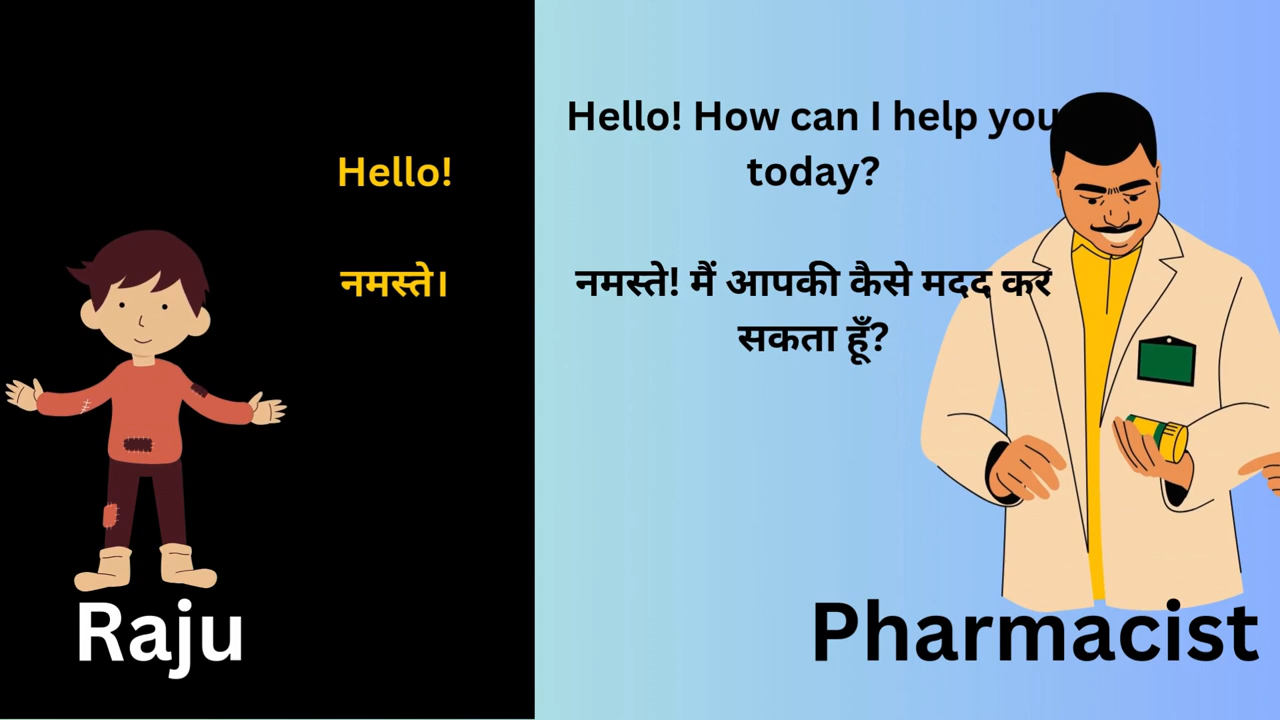 Hello!
नमस्ते।
Raju
Hello! How can I help you
today?
नमस्ते! मैं आपकी कैसे मदद कर
सकता हूँ?
Pharmacist